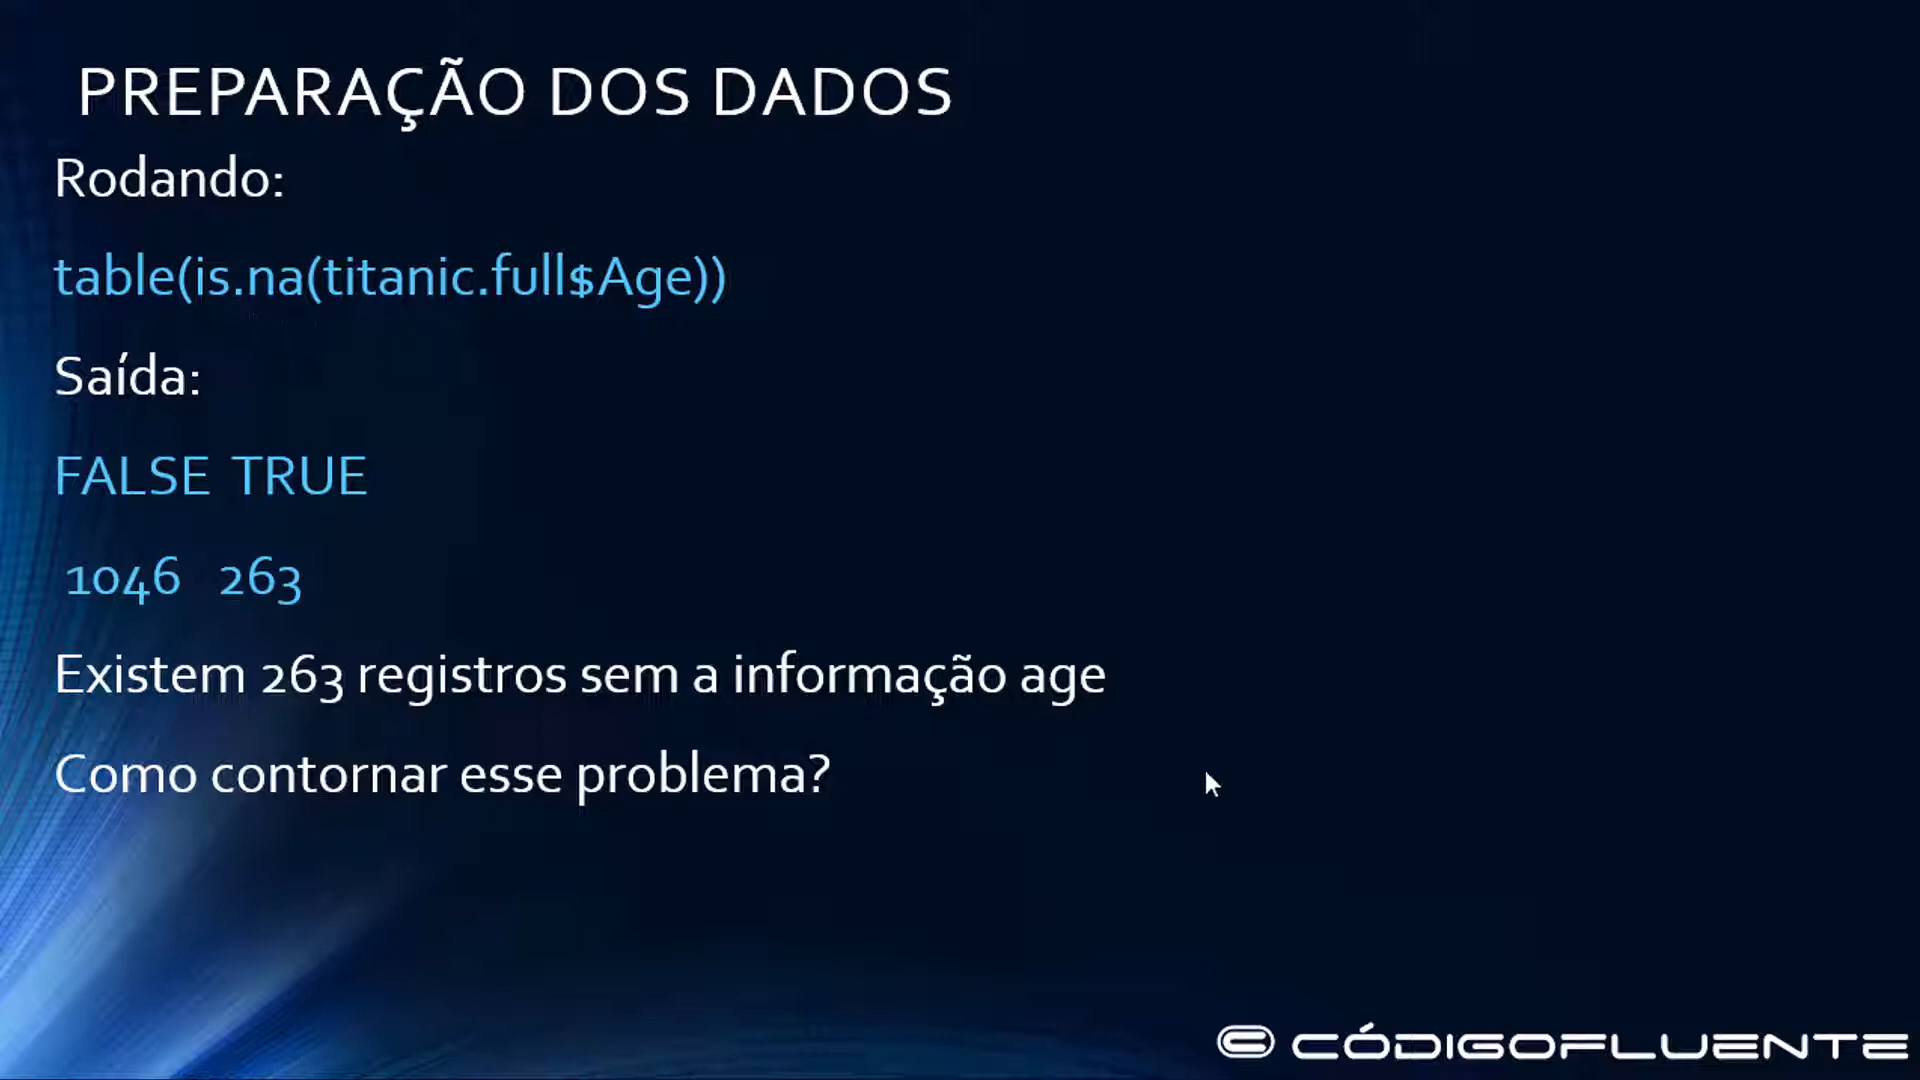 PREPARAÇÃO DOS DADOS
Rodando:
table(is.na(titanic.full$Age))
Saída:
FALSE TRUE
1046 263
Existem 263 registros sem a informação age
Como contornar esse problema?
CÓDIGOFLUENTE